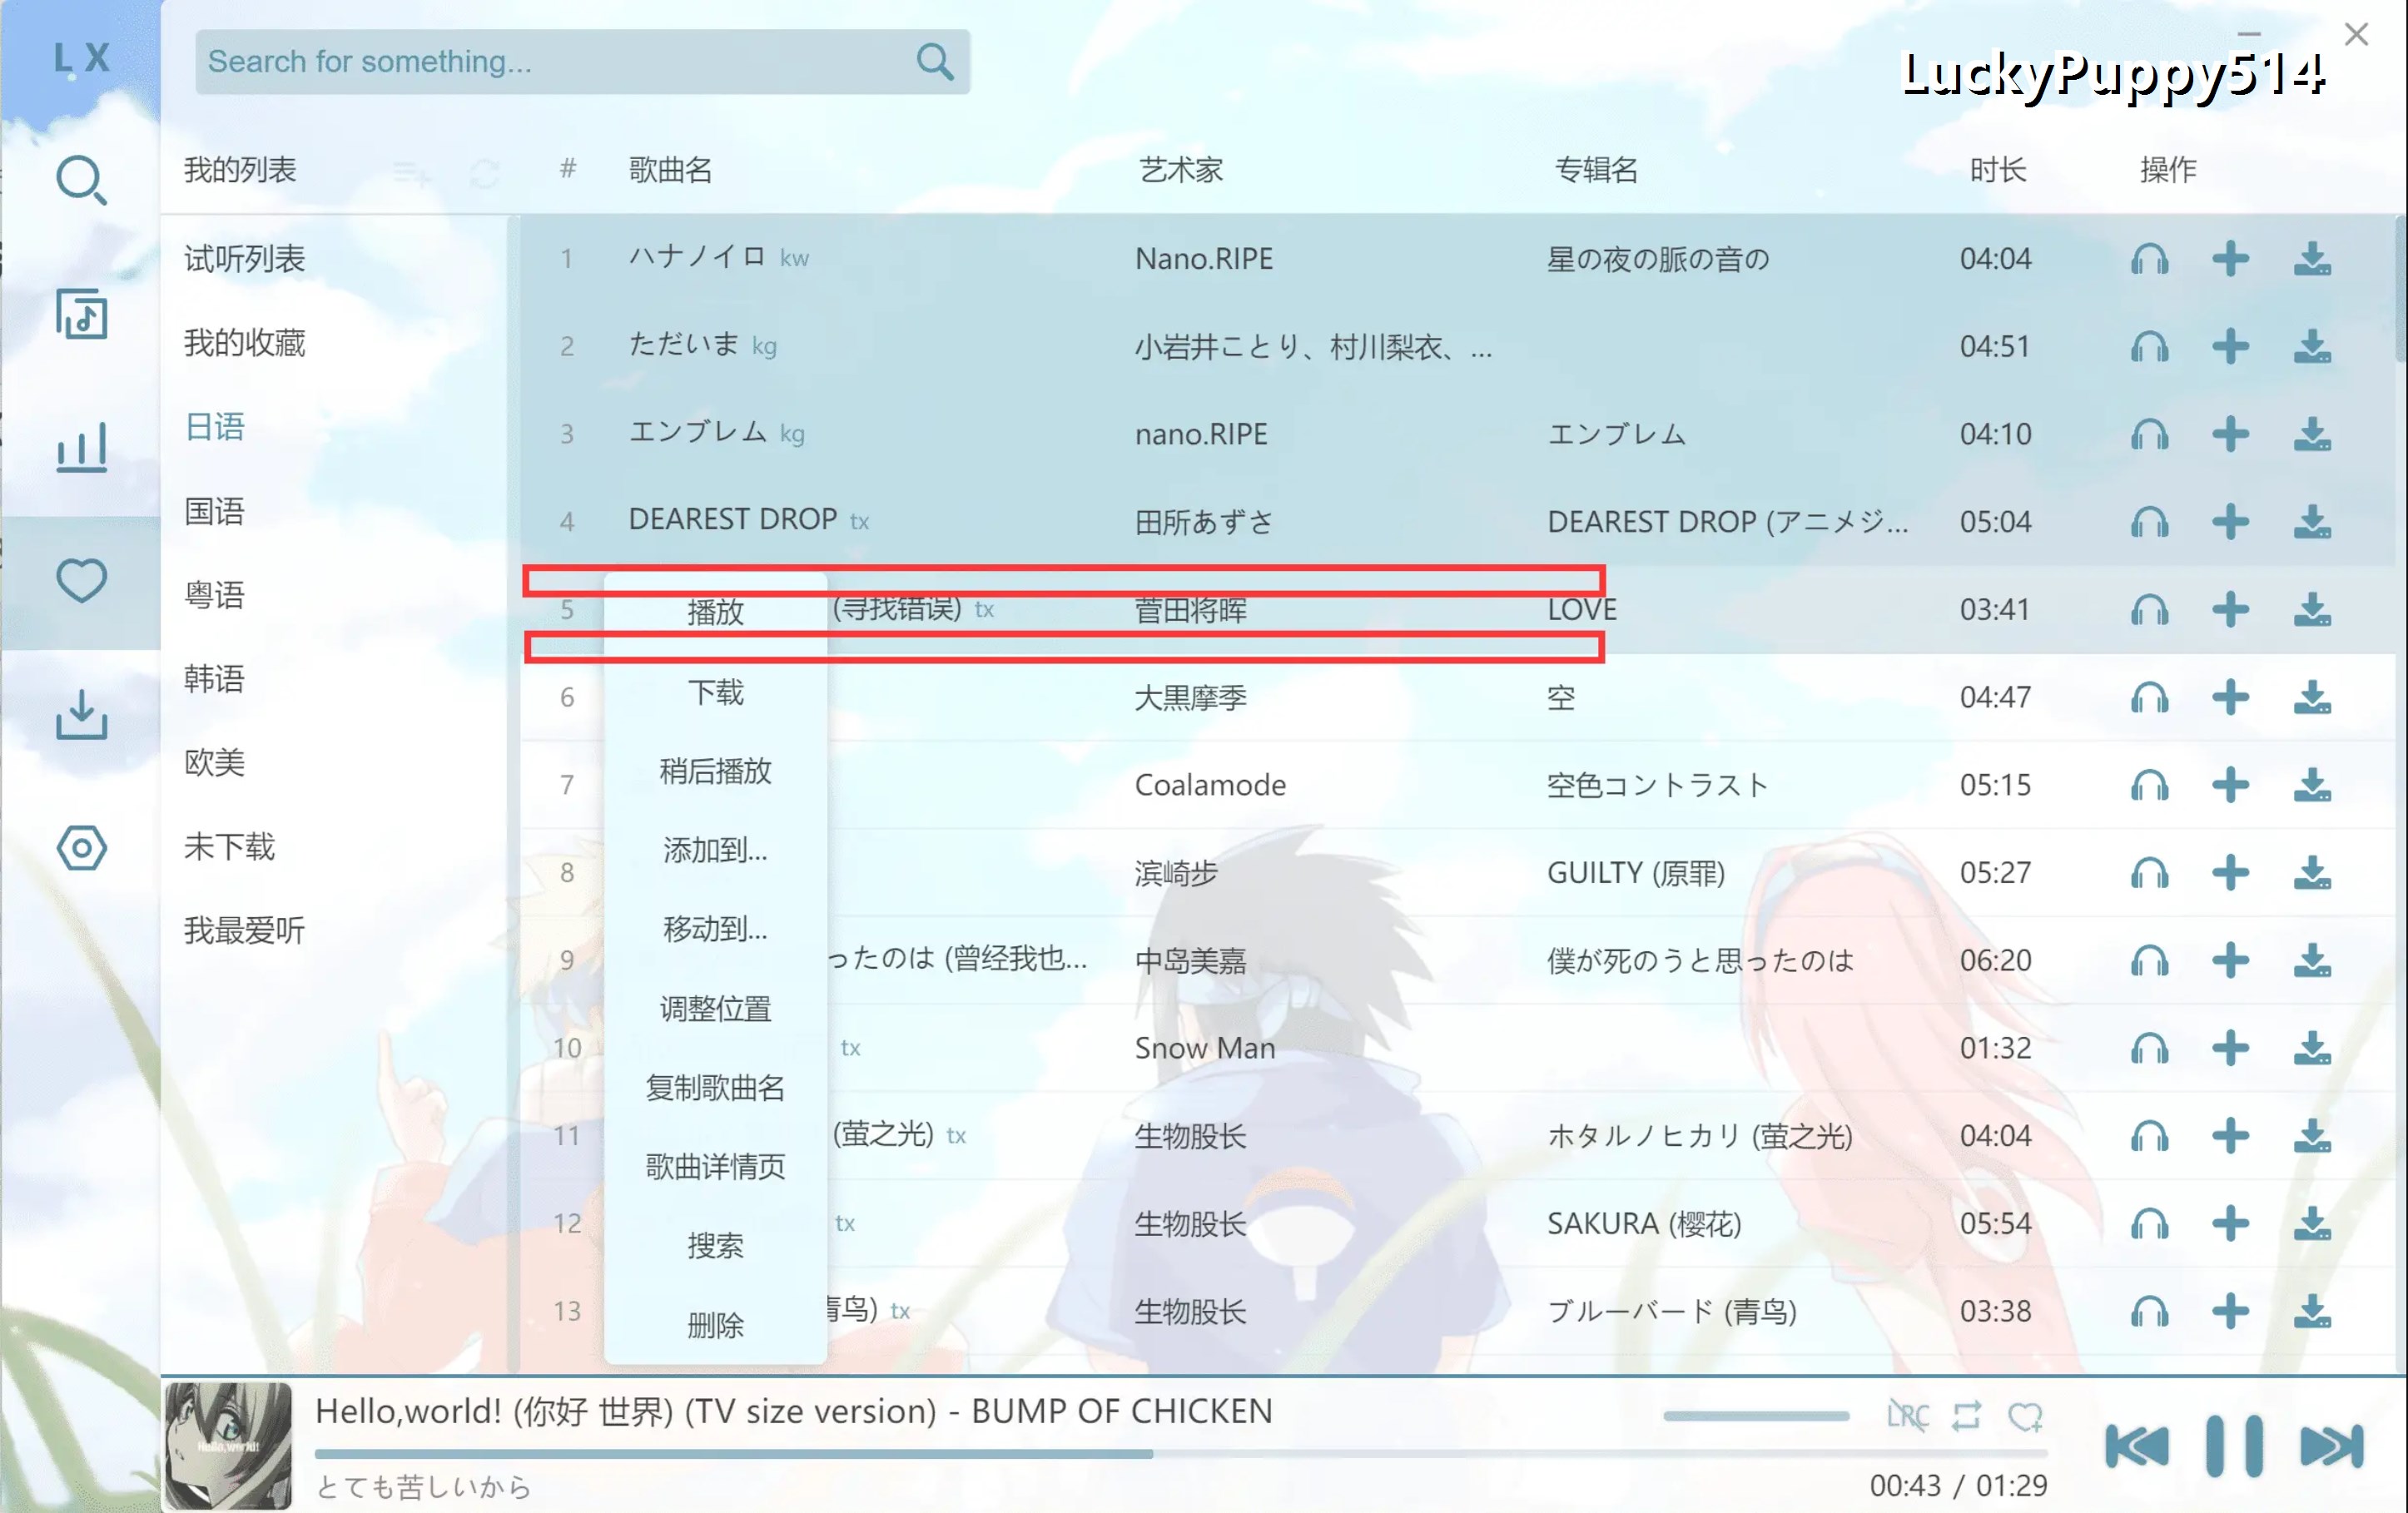 L X
Search for something...
LuckyPuppy514
我的列表
# 歌曲名 艺术家 专辑名 时长 操作
试听列表
我的收藏
日语
国语
粤语
韩语
欧美
未下载
我最爱听
1 ハナノイロ kw Nano.RIPE 星の夜の脈の音の 04:04
2 ただいま kg 小岩井ことり、村川梨衣、... 04:51
3 エンブレム kg nano.RIPE エンブレム 04:10
4 DEAREST DROP tx 田所あずさ DEAREST DROP (アニメジ... 05:04
5 (寻找错误) tx 菅田将晖 LOVE 03:41
6 大黒摩季 空 04:47
7 Coalamode 空色コントラスト 05:15
8 滨崎步 GUILTY (原罪) 05:27
9 ったのは (曾经我也... 中岛美嘉 僕が死のうと思ったのは 06:20
10 tx Snow Man 01:32
11 (萤之光) tx 生物股长 ホタルノヒカリ (萤之光) 04:04
12 tx 生物股长 SAKURA (樱花) 05:54
13 青鸟) tx 生物股长 ブルーバード (青鸟) 03:38
播放
下载
稍后播放
添加到...
移动到...
调整位置
复制歌曲名
歌曲详情页
搜索
删除
Hello,world!
Hello,world! (你好 世界) (TV size version) - BUMP OF CHICKEN
LRC
とても苦しいから
00:43 / 01:29